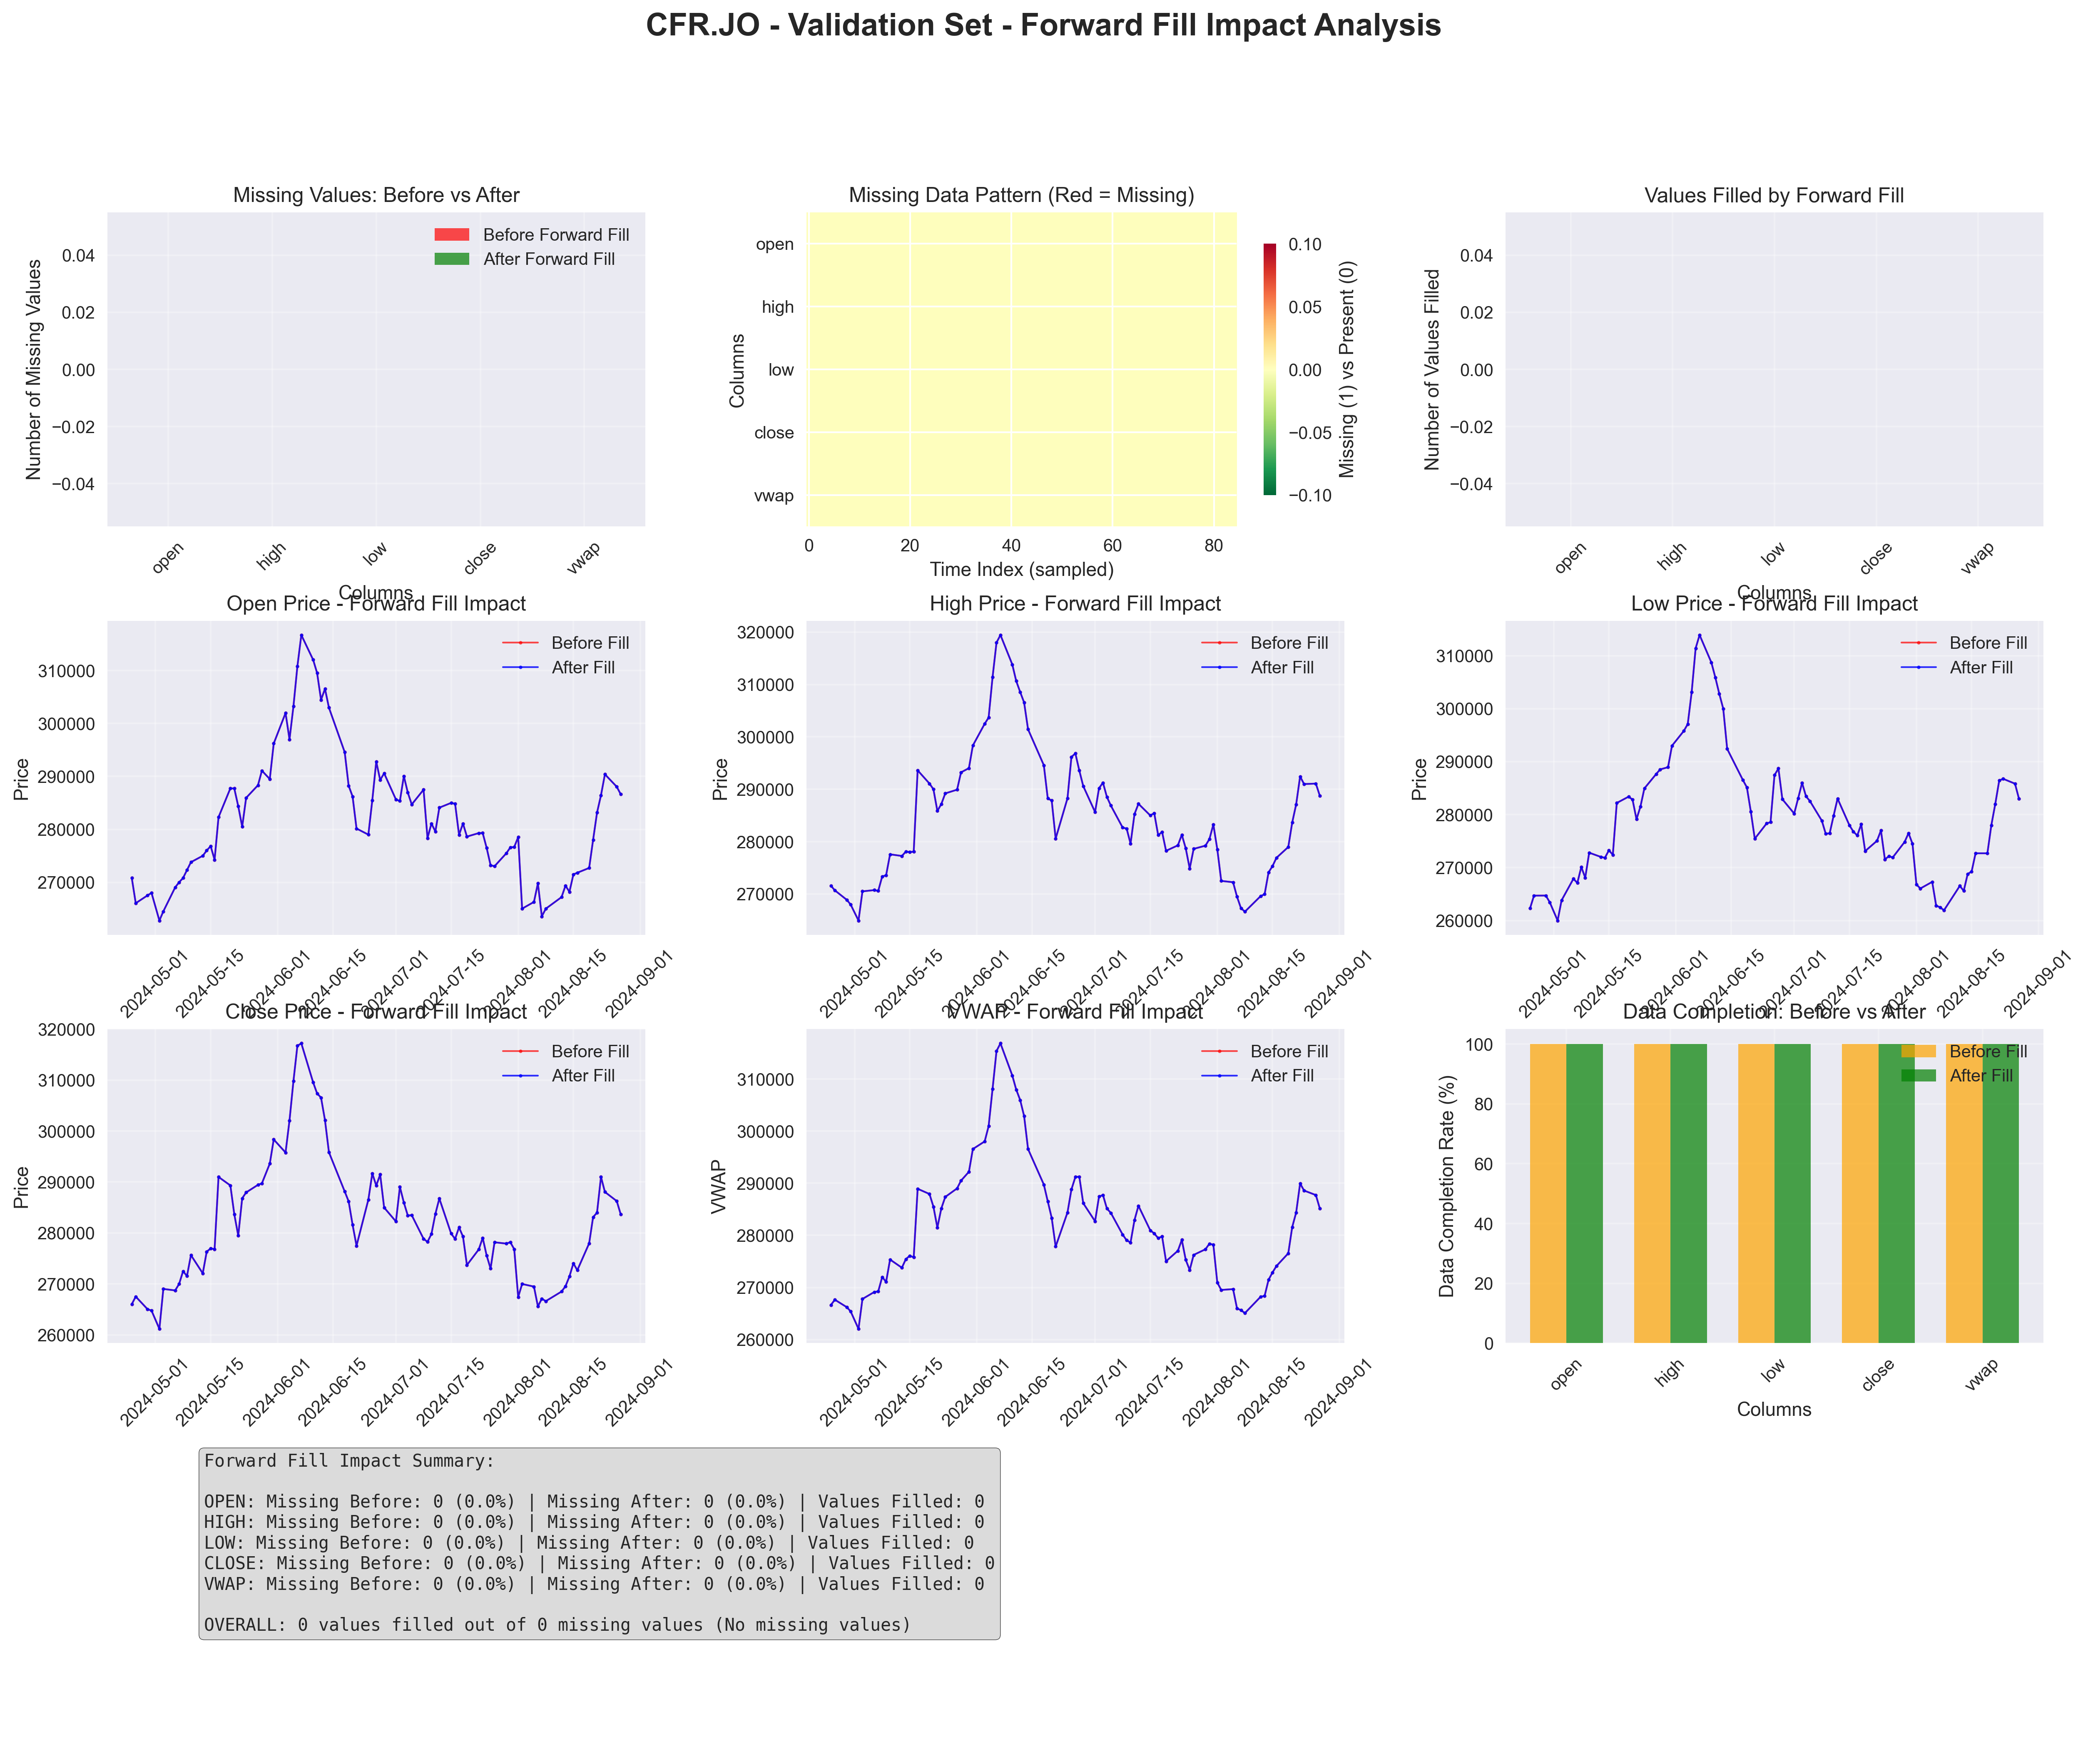 CFR.JO - Validation Set - Forward Fill Impact Analysis
Missing Values: Before vs After
Number of Missing Values
0.04
0.02
0.00
−0.02
−0.04
Before Forward Fill
After Forward Fill
open
high
low
close
vwap
Columns
Missing Data Pattern (Red = Missing)
Columns
open
high
low
close
vwap
0
20
40
60
80
Time Index (sampled)
0.10
0.05
0.00
−0.05
−0.10
Missing (1) vs Present (0)
Values Filled by Forward Fill
Number of Values Filled
0.04
0.02
0.00
−0.02
−0.04
open
high
low
close
vwap
Columns
Open Price - Forward Fill Impact
Price
310000
300000
290000
280000
270000
Before Fill
After Fill
2024-05-01
2024-05-15
2024-06-01
2024-06-15
2024-07-01
2024-07-15
2024-08-01
2024-08-15
2024-09-01
High Price - Forward Fill Impact
Price
320000
310000
300000
290000
280000
270000
Before Fill
After Fill
2024-05-01
2024-05-15
2024-06-01
2024-06-15
2024-07-01
2024-07-15
2024-08-01
2024-08-15
2024-09-01
Low Price - Forward Fill Impact
Price
310000
300000
290000
280000
270000
260000
Before Fill
After Fill
2024-05-01
2024-05-15
2024-06-01
2024-06-15
2024-07-01
2024-07-15
2024-08-01
2024-08-15
2024-09-01
Close Price - Forward Fill Impact
Price
320000
310000
300000
290000
280000
270000
260000
Before Fill
After Fill
2024-05-01
2024-05-15
2024-06-01
2024-06-15
2024-07-01
2024-07-15
2024-08-01
2024-08-15
2024-09-01
VWAP - Forward Fill Impact
VWAP
310000
300000
290000
280000
270000
260000
Before Fill
After Fill
2024-05-01
2024-05-15
2024-06-01
2024-06-15
2024-07-01
2024-07-15
2024-08-01
2024-08-15
2024-09-01
Data Completion: Before vs After
Data Completion Rate (%)
100
80
60
40
20
0
Before Fill
After Fill
open
high
low
close
vwap
Columns
Forward Fill Impact Summary:
OPEN: Missing Before: 0 (0.0%) | Missing After: 0 (0.0%) | Values Filled: 0
HIGH: Missing Before: 0 (0.0%) | Missing After: 0 (0.0%) | Values Filled: 0
LOW: Missing Before: 0 (0.0%) | Missing After: 0 (0.0%) | Values Filled: 0
CLOSE: Missing Before: 0 (0.0%) | Missing After: 0 (0.0%) | Values Filled: 0
VWAP: Missing Before: 0 (0.0%) | Missing After: 0 (0.0%) | Values Filled: 0
OVERALL: 0 values filled out of 0 missing values (No missing values)